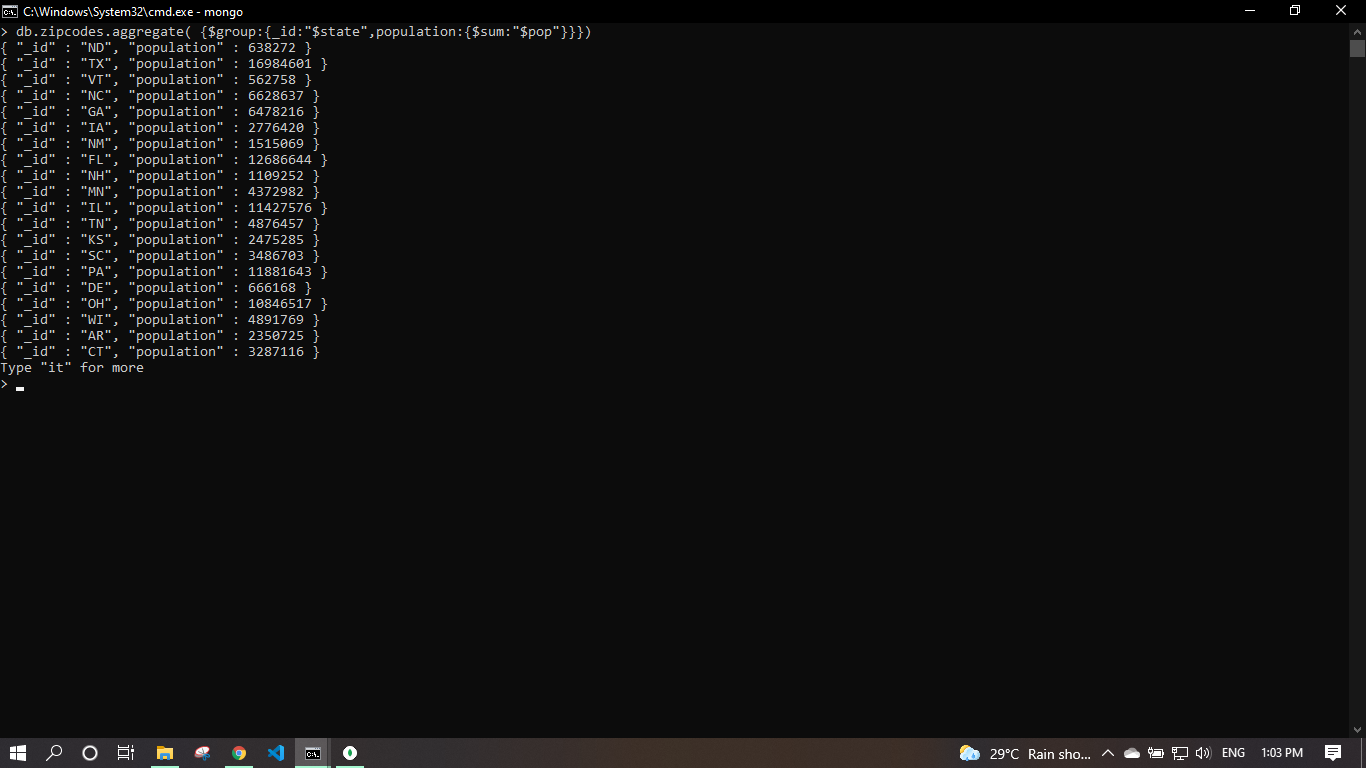 C:\Windows\System32\cmd.exe - mongo
> db.zipcodes.aggregate( {$group:{_id:"$state",population:{$sum:"$pop"}}})
{ "_id" : "ND", "population" : 638272 }
{ "_id" : "TX", "population" : 16984601 }
{ "_id" : "VT", "population" : 562758 }
{ "_id" : "NC", "population" : 6628637 }
{ "_id" : "GA", "population" : 6478216 }
{ "_id" : "IA", "population" : 2776420 }
{ "_id" : "NM", "population" : 1515069 }
{ "_id" : "FL", "population" : 12686644 }
{ "_id" : "NH", "population" : 1109252 }
{ "_id" : "MN", "population" : 4372982 }
{ "_id" : "IL", "population" : 11427576 }
{ "_id" : "TN", "population" : 4876457 }
{ "_id" : "KS", "population" : 2475285 }
{ "_id" : "SC", "population" : 3486703 }
{ "_id" : "PA", "population" : 11881643 }
{ "_id" : "DE", "population" : 666168 }
{ "_id" : "OH", "population" : 10846517 }
{ "_id" : "WI", "population" : 4891769 }
{ "_id" : "AR", "population" : 2350725 }
{ "_id" : "CT", "population" : 3287116 }
Type "it" for more
>
29°C Rain sho... ENG 1:03 PM